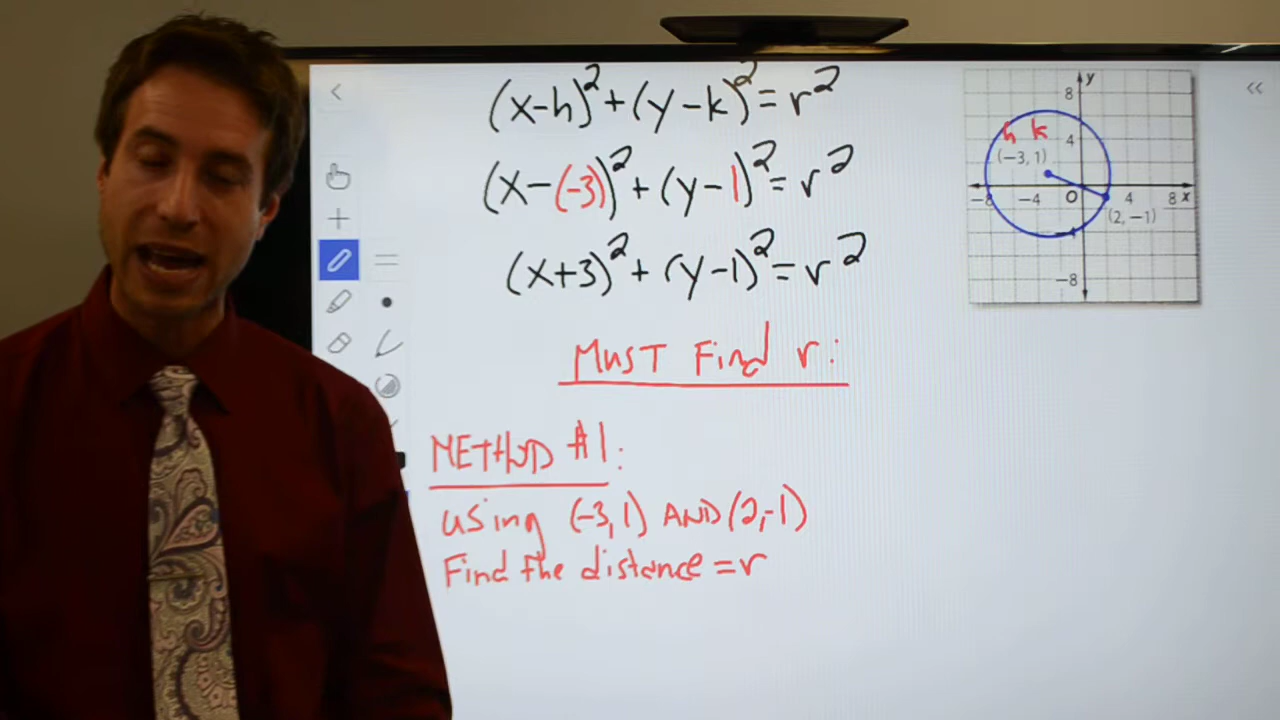 (x-h)²+(y-k)²=r²
(x-(-3))²+(y-1)²=r²
(x+3)²+(y-1)²=r²
MUST Find r:
METHOD #1:
using (-3,1) AND (2,-1)
Find the distance =r
y
8
h k
4
(−3, 1)
−8 −4 O 4 8 x
(2, −1)
−8